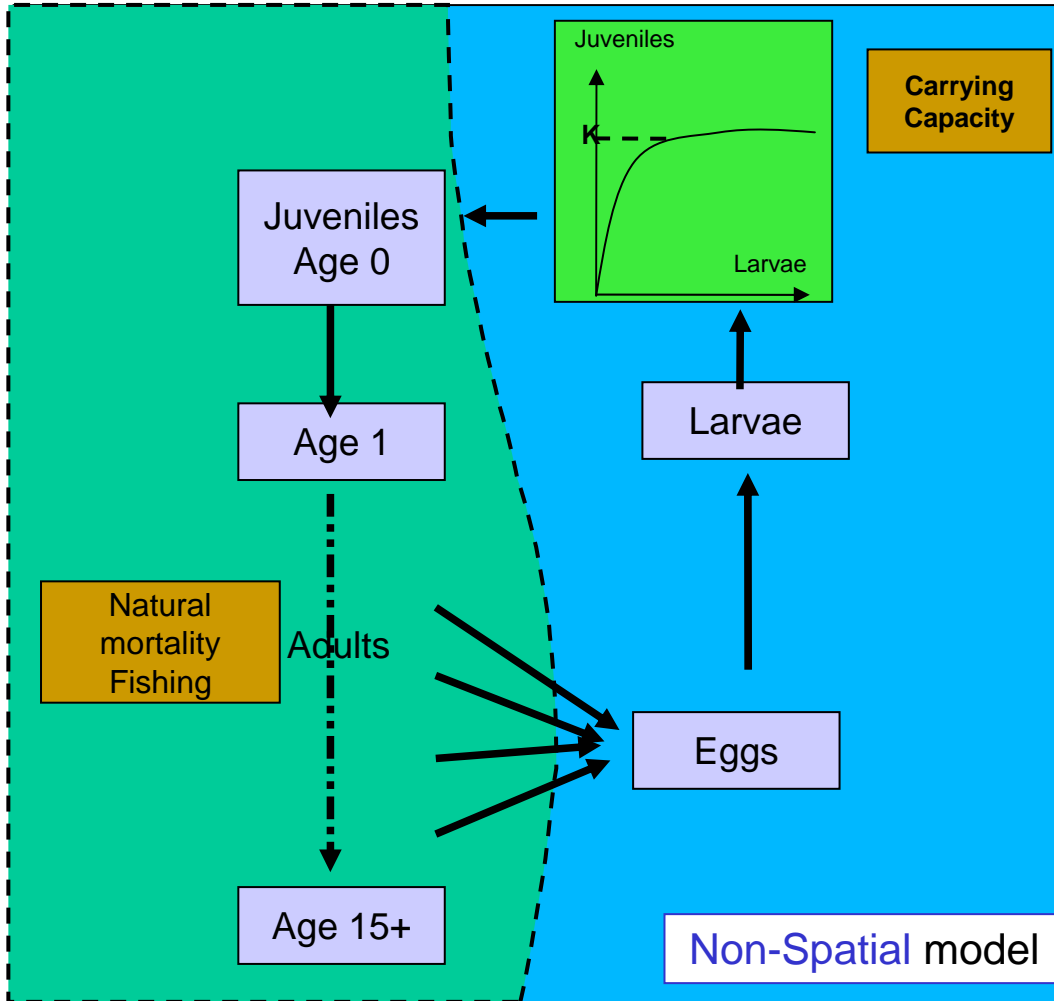 Juveniles
K
Larvae
Carrying
Capacity
Juveniles
Age 0
Age 1
Larvae
Natural
mortality
Fishing
Adults
Eggs
Age 15+
Non-Spatial model